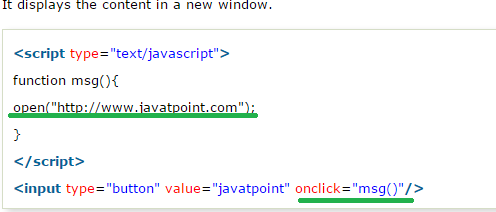 It displays the content in a new window.
<script type="text/javascript">
function msg(){
open("http://www.javatpoint.com");
}
</script>
<input type="button" value="javatpoint" onclick="msg()"/>